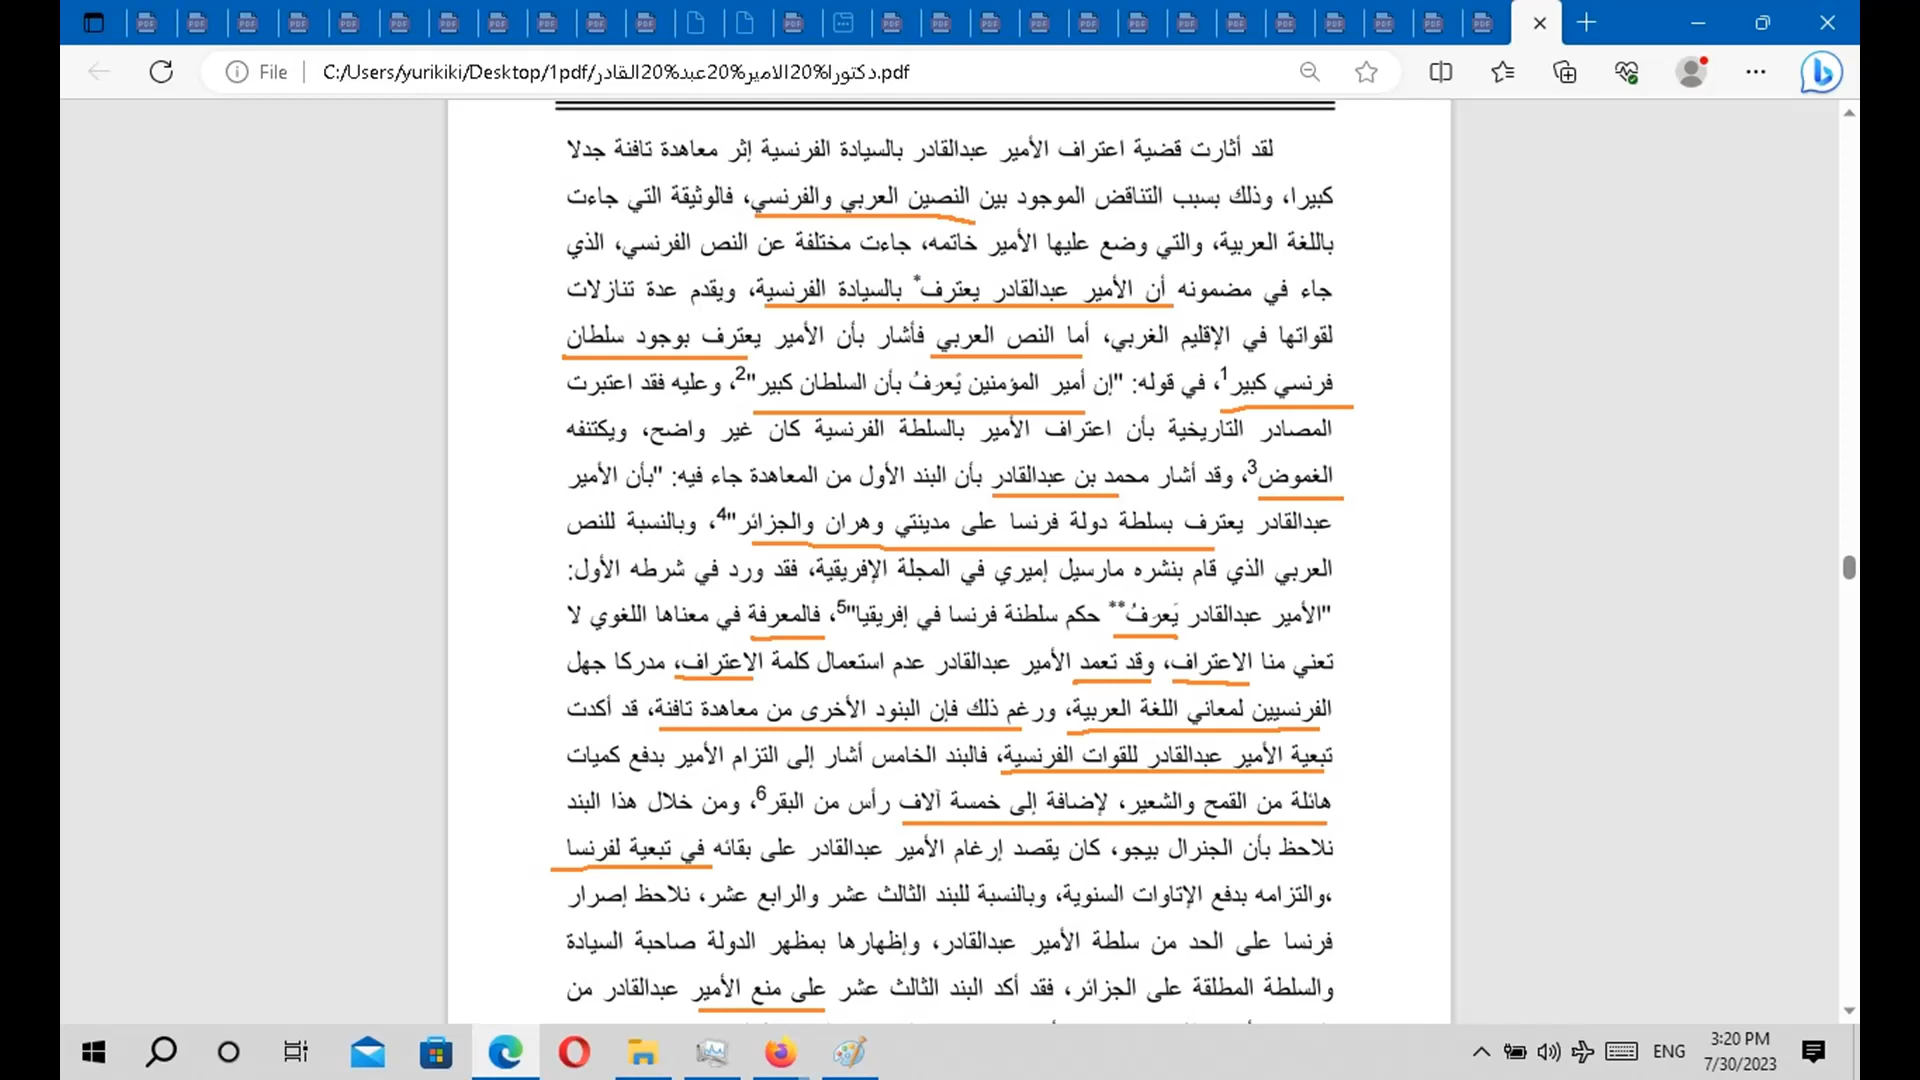 File
C:/Users/yurikiki/Desktop/1pdf/دكتورا%20الامير%20عبد%20القادر.pdf
لقد أثارت قضية اعتراف الأمير عبدالقادر بالسيادة الفرنسية إثر معاهدة تافنة جدلا
كبيرا، وذلك بسبب التناقض الموجود بين النصين العربي والفرنسي، فالوثيقة التي جاءت
باللغة العربية، والتي وضع عليها الأمير خاتمه، جاءت مختلفة عن النص الفرنسي، الذي
جاء في مضمونه أن الأمير عبدالقادر يعترف* بالسيادة الفرنسية، ويقدم عدة تنازلات
لقواتها في الإقليم الغربي، أما النص العربي فأشار بأن الأمير يعترف بوجود سلطان
فرنسي كبير1، في قوله: "إن أمير المؤمنين يًعرفُ بأن السلطان كبير"2، وعليه فقد اعتبرت
المصادر التاريخية بأن اعتراف الأمير بالسلطة الفرنسية كان غير واضح، ويكتنفه
الغموض3، وقد أشار محمد بن عبدالقادر بأن البند الأول من المعاهدة جاء فيه: "بأن الأمير
عبدالقادر يعترف بسلطة دولة فرنسا على مدينتي وهران والجزائر"4، وبالنسبة للنص
العربي الذي قام بنشره مارسيل إميري في المجلة الإفريقية، فقد ورد في شرطه الأول:
"الأمير عبدالقادر يَعرفُ** حكم سلطنة فرنسا في إفريقيا"5، فالمعرفة في معناها اللغوي لا
تعني منا الاعتراف، وقد تعمد الأمير عبدالقادر عدم استعمال كلمة الاعتراف، مدركا جهل
الفرنسيين لمعاني اللغة العربية، ورغم ذلك فإن البنود الأخرى من معاهدة تافنة، قد أكدت
تبعية الأمير عبدالقادر للقوات الفرنسية، فالبند الخامس أشار إلى التزام الأمير بدفع كميات
هائلة من القمح والشعير، لإضافة إلى خمسة آلاف رأس من البقر6، ومن خلال هذا البند
نلاحظ بأن الجنرال بيجو، كان يقصد إرغام الأمير عبدالقادر على بقائه في تبعية لفرنسا
،والتزامه بدفع الإتاوات السنوية، وبالنسبة للبند الثالث عشر والرابع عشر، نلاحظ إصرار
فرنسا على الحد من سلطة الأمير عبدالقادر، وإظهارها بمظهر الدولة صاحبة السيادة
والسلطة المطلقة على الجزائر، فقد أكد البند الثالث عشر على منع الأمير عبدالقادر من
ENG
3:20 PM
7/30/2023